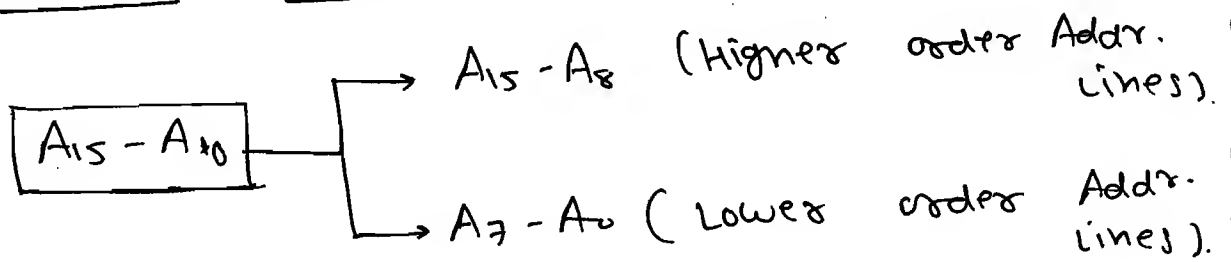 A15 - A8 (Higher order Addr. Lines).
A15 - A0
A7 - A0 (Lower order Addr. Lines).